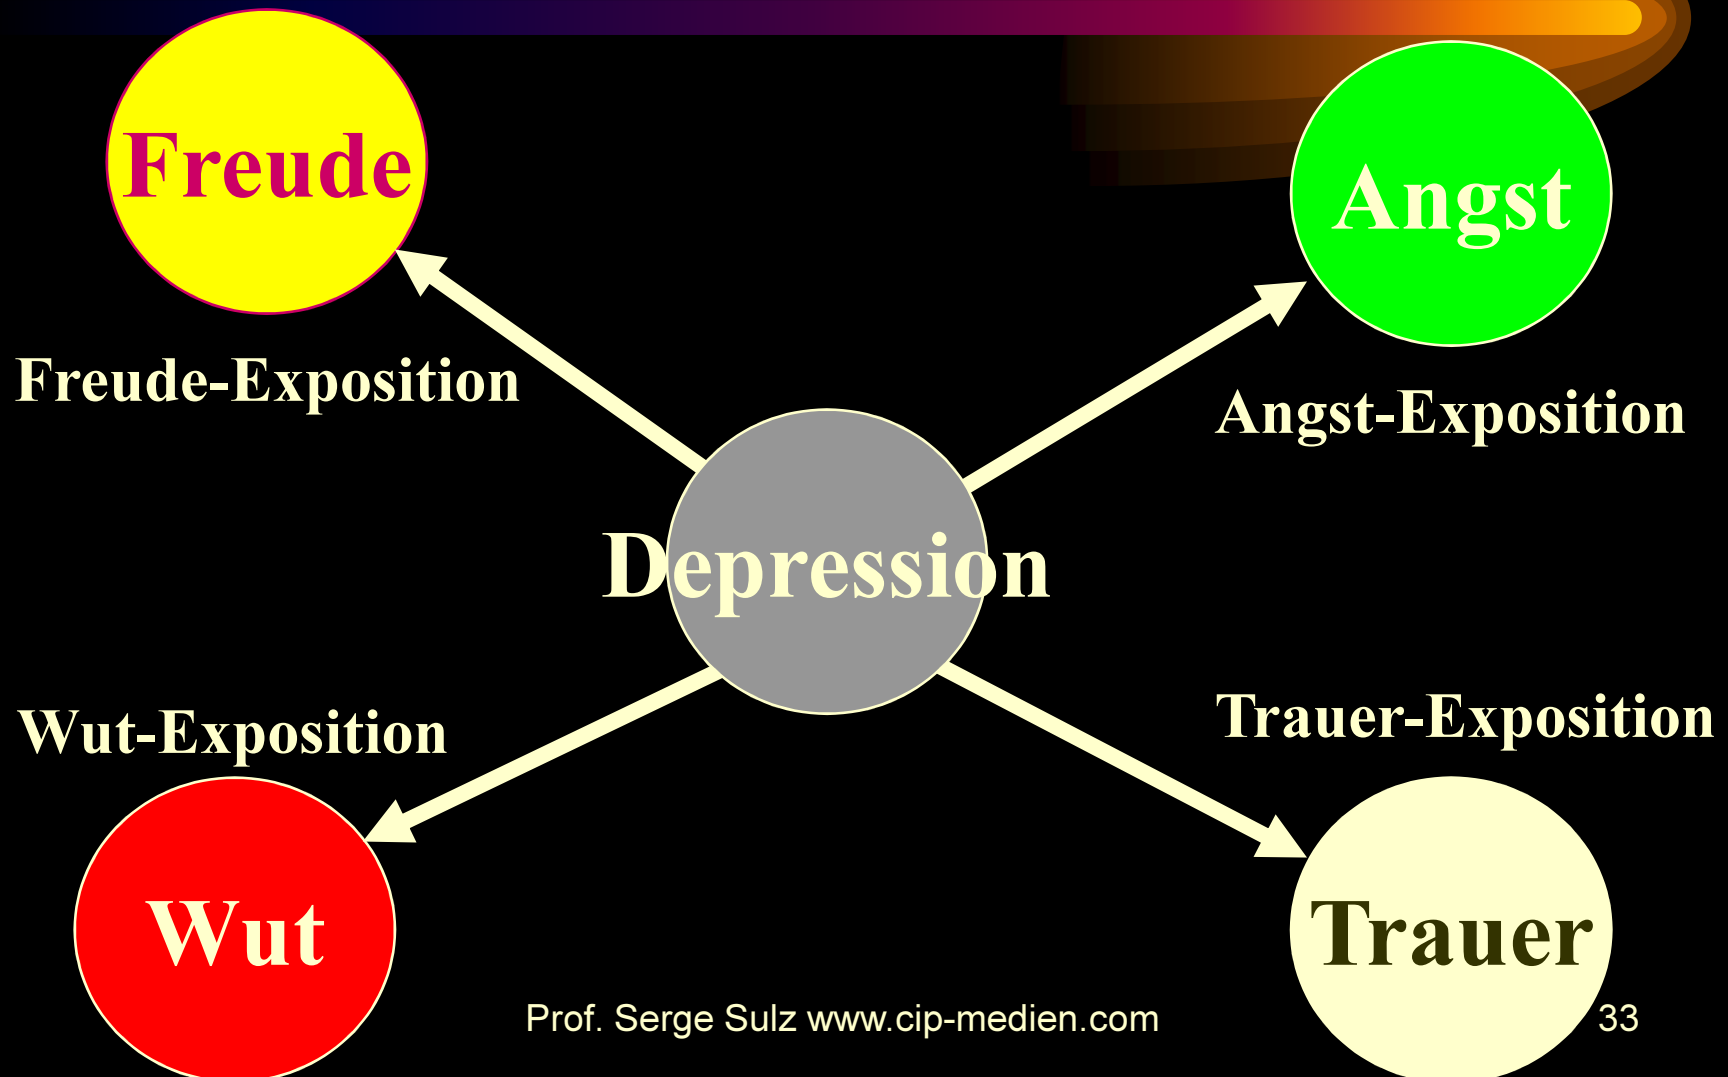 Freude
Angst
Freude-Exposition
Angst-Exposition
Depression
Wut-Exposition
Trauer-Exposition
Wut
Trauer
Prof. Serge Sulz www.cip-medien.com
33